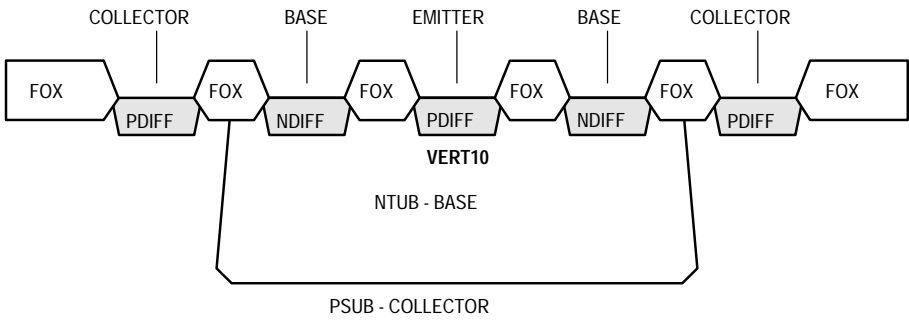 COLLECTOR BASE EMITTER BASE COLLECTOR
FOX FOX FOX FOX FOX FOX
PDIFF NDIFF PDIFF NDIFF PDIFF
VERT10
NTUB - BASE
PSUB - COLLECTOR